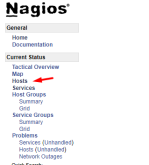 Nagios®
General
Home
Documentation
Current Status
Tactical Overview
Map
Hosts
Services
Host Groups
Summary
Grid
Service Groups
Summary
Grid
Problems
Services (Unhandled)
Hosts (Unhandled)
Network Outages